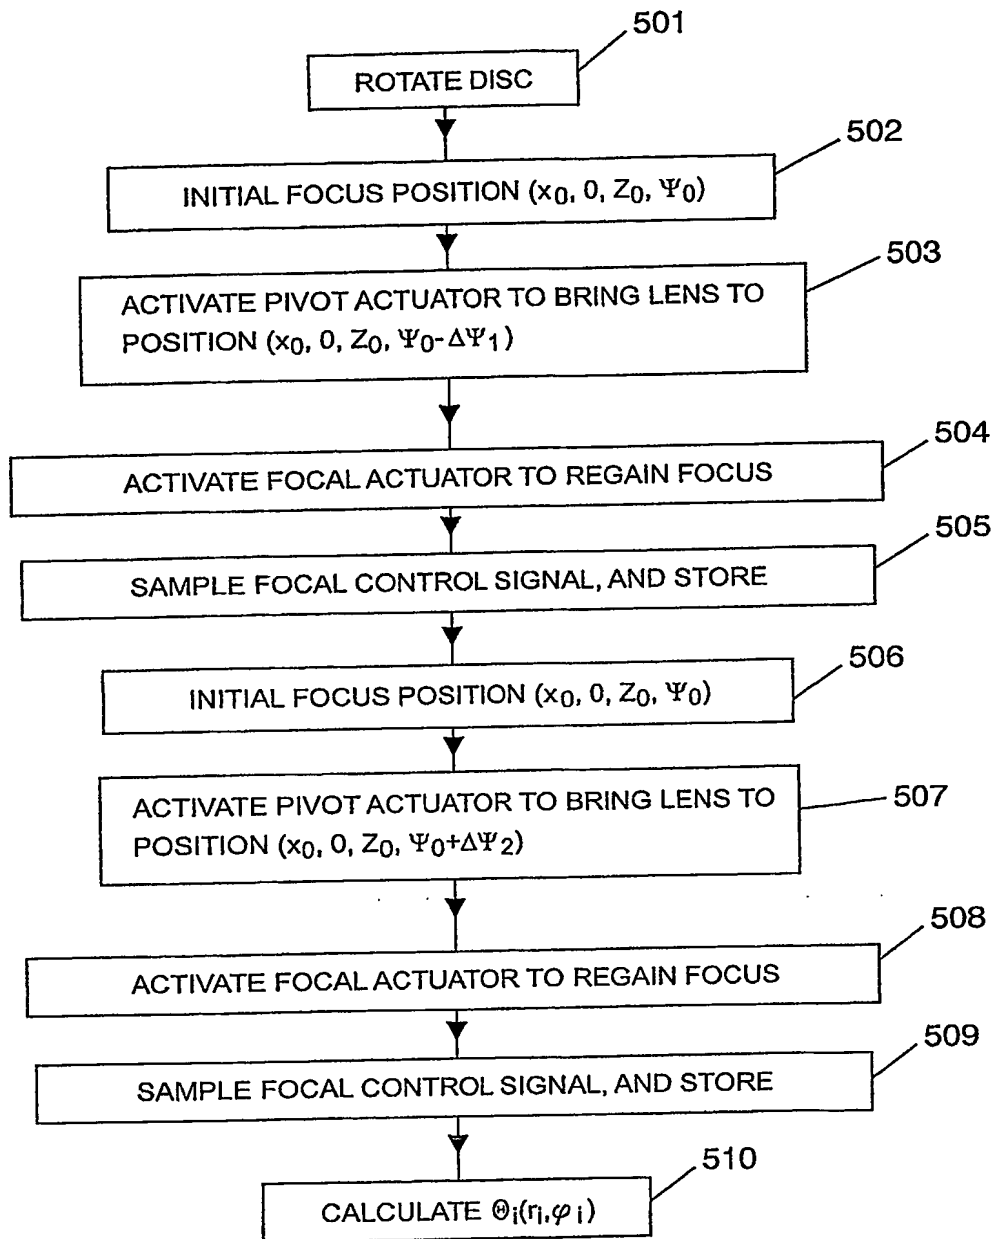 501
ROTATE DISC
502
INITIAL FOCUS POSITION (x₀, 0, Z₀, Ψ₀)
503
ACTIVATE PIVOT ACTUATOR TO BRING LENS TO
POSITION (x₀, 0, Z₀, Ψ₀-ΔΨ₁)
504
ACTIVATE FOCAL ACTUATOR TO REGAIN FOCUS
505
SAMPLE FOCAL CONTROL SIGNAL, AND STORE
506
INITIAL FOCUS POSITION (x₀, 0, Z₀, Ψ₀)
507
ACTIVATE PIVOT ACTUATOR TO BRING LENS TO
POSITION (x₀, 0, Z₀, Ψ₀+ΔΨ₂)
508
ACTIVATE FOCAL ACTUATOR TO REGAIN FOCUS
509
SAMPLE FOCAL CONTROL SIGNAL, AND STORE
510
CALCULATE Θᵢ(rᵢ,φᵢ)